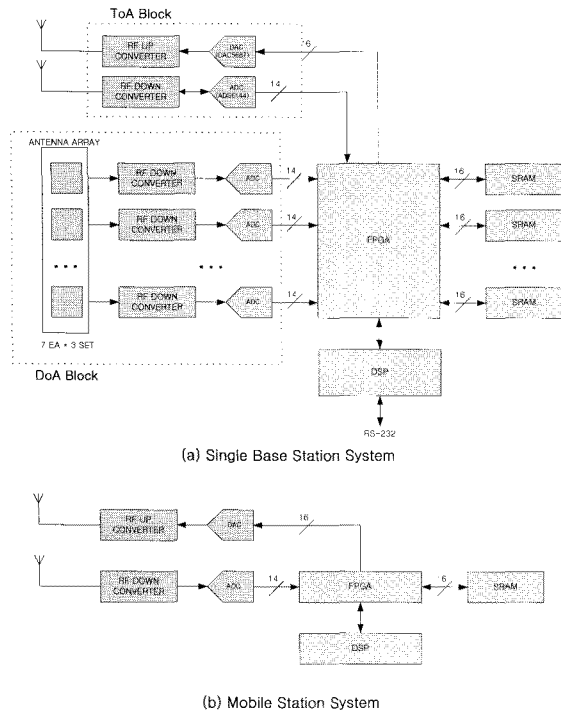 ToA Block
RF UP
CONVERTER
DAC
16
RF DOWN
CONVERTER
ADC
14
ANTENNA ARRAY
RF DOWN
CONVERTER
ADC
14
FPGA
16
SRAM
RF DOWN
CONVERTER
ADC
14
16
SRAM
• • •
• • •
• • •
RF DOWN
CONVERTER
ADC
14
16
SRAM
7 EA * 3 SET
DoA Block
DSP
RS-232
(a) Single Base Station System
RF UP
CONVERTER
DAC
16
RF DOWN
CONVERTER
ADC
14
FPGA
16
SRAM
DSP
(b) Mobile Station System